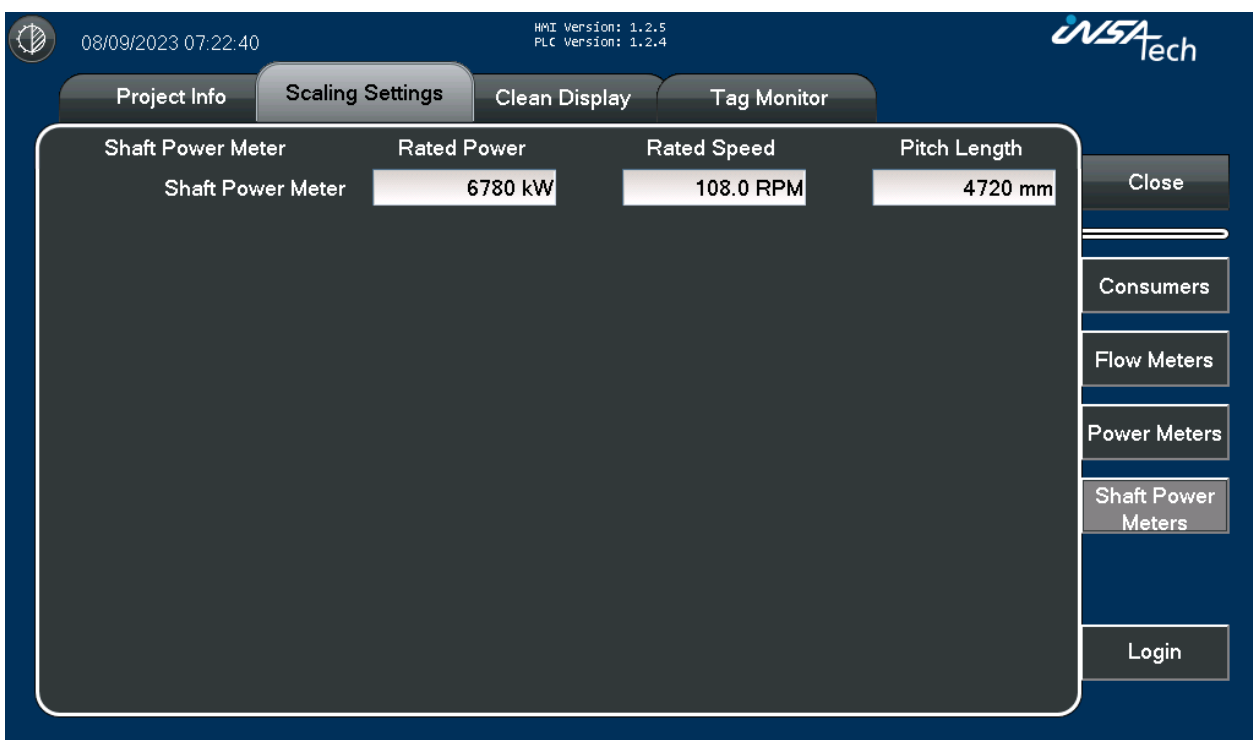 08/09/2023 07:22:40
HMI Version: 1.2.5
PLC Version: 1.2.4
iNSATech
Project Info
Scaling Settings
Clean Display
Tag Monitor
Shaft Power Meter Rated Power Rated Speed Pitch Length
Shaft Power Meter 6780 kW 108.0 RPM 4720 mm
Close
Consumers
Flow Meters
Power Meters
Shaft Power
Meters
Login